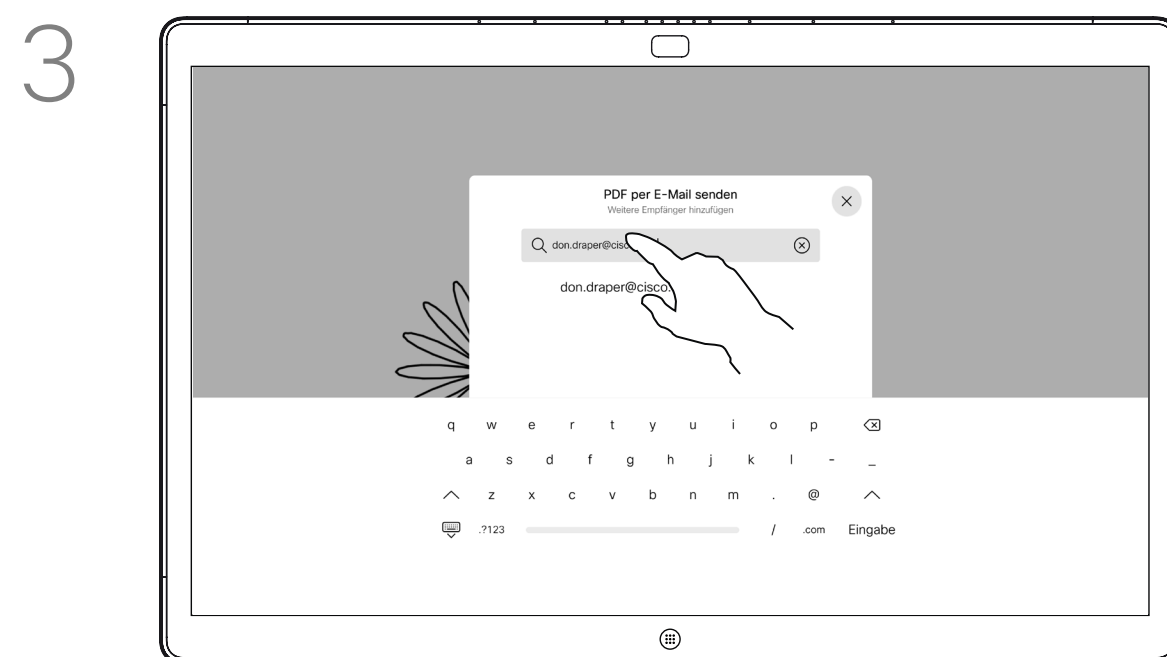 3
PDF per E-Mail senden
Weitere Empfänger hinzufügen
don.draper@cisco
don.draper@cisco.
q w e r t y u i o p
a s d f g h j k l - _
z x c v b n m . @
.?123 / .com Eingabe